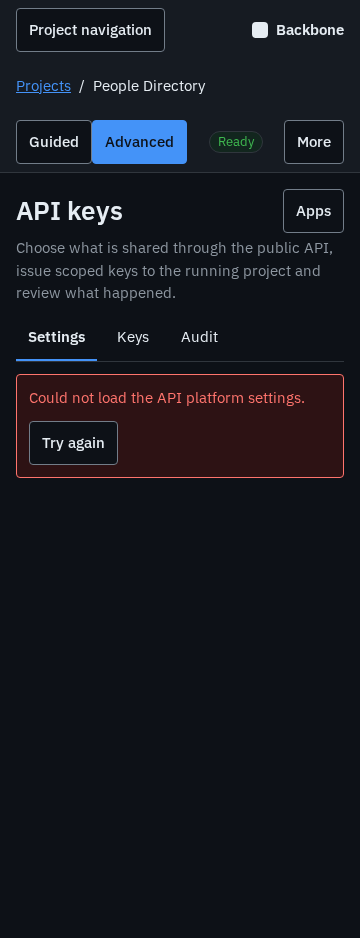 Project navigation
Backbone
Projects / People Directory
Guided
Advanced
Ready
More
API keys
Apps
Choose what is shared through the public API,
issue scoped keys to the running project and
review what happened.
Settings
Keys
Audit
Could not load the API platform settings.
Try again